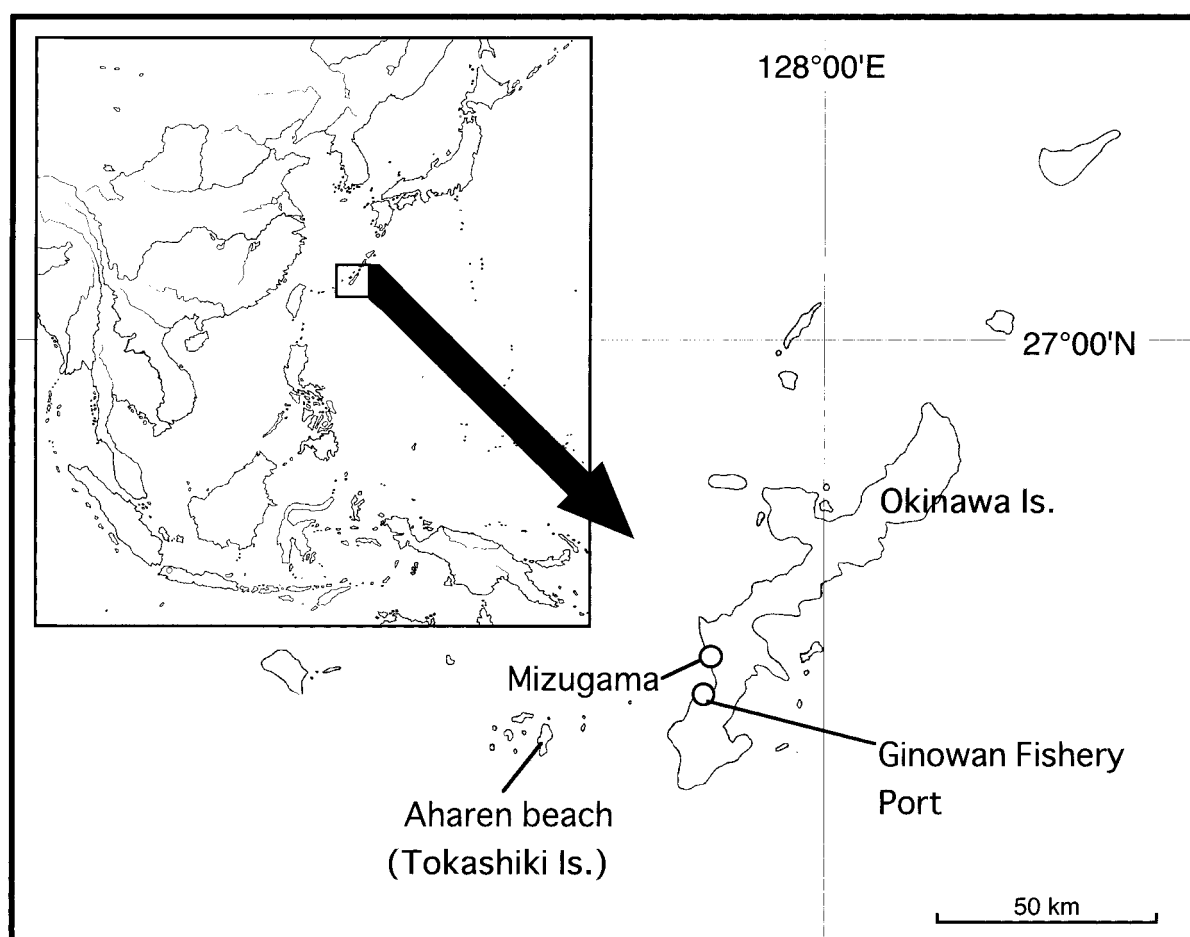 128°00'E
27°00'N
Okinawa Is.
Mizugama
Ginowan Fishery
Port
Aharen beach
(Tokashiki Is.)
50 km